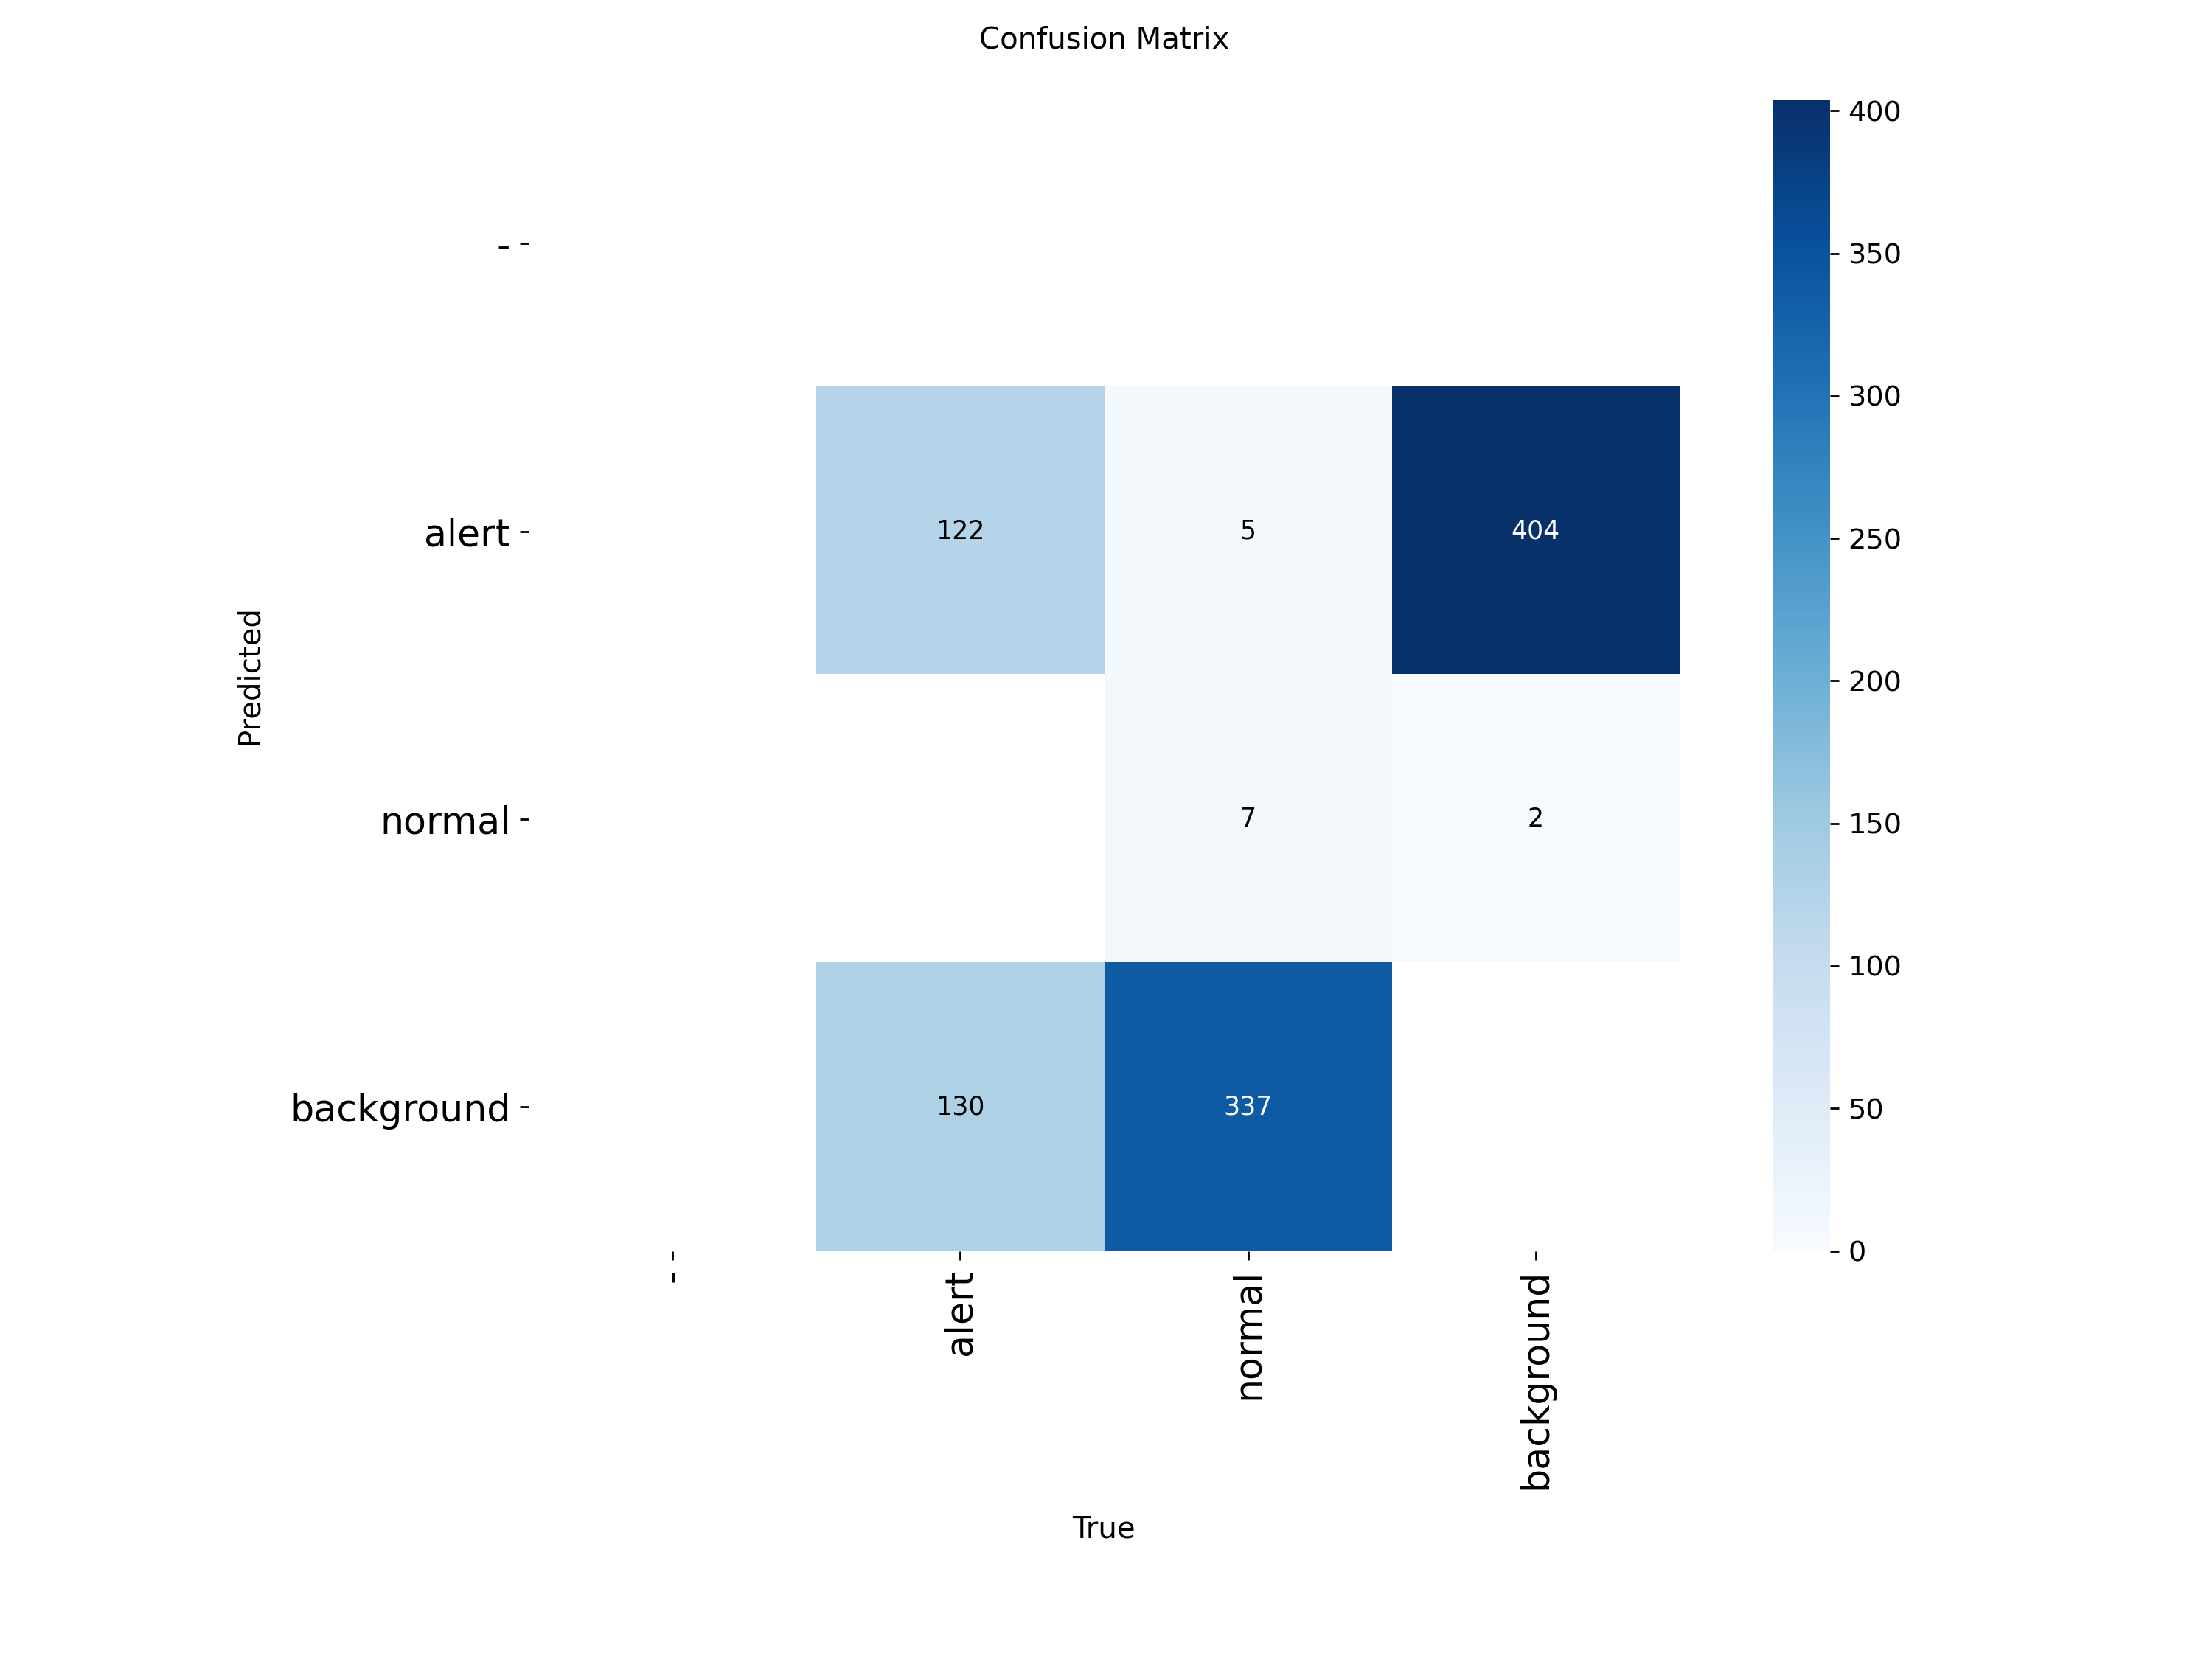 Confusion Matrix
-
alert
normal
background
Predicted
122
5
404
7
2
130
337
-
alert
normal
background
True
400
350
300
250
200
150
100
50
0